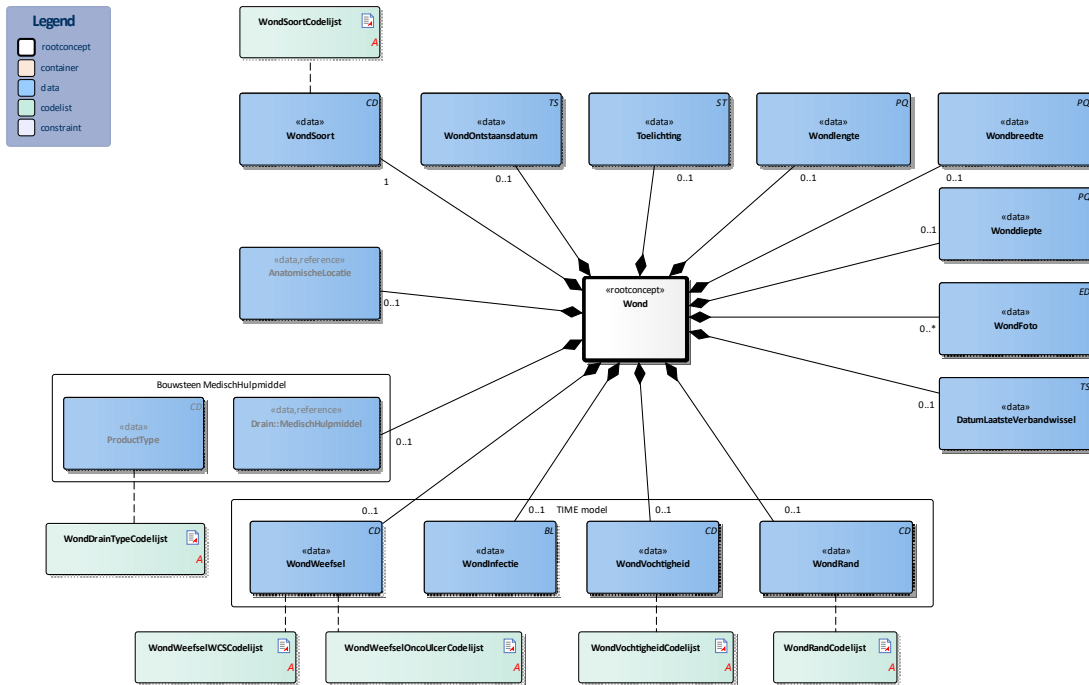 Legend
rootconcept
container
data
codelist
constraint
WondSoortCodelijst
A
CD
«data»
WondSoort
TS
«data»
WondOntstaansdatum
ST
«data»
Toelichting
PQ
«data»
Wondlengte
PQ
«data»
Wondbreedte
1
0..1
0..1
0..1
0..1
PQ
«data»
Wonddiepte
0..1
«data,reference»
AnatomischeLocatie
0..1
«rootconcept»
Wond
ED
«data»
WondFoto
0..*
TS
«data»
DatumLaatsteVerbandwissel
0..1
Bouwsteen MedischHulpmiddel
CD
«data»
ProductType
«data,reference»
Drain::MedischHulpmiddel
0..1
WondDrainTypeCodelijst
A
TIME model
0..1
0..1
0..1
0..1
CD
«data»
WondWeefsel
BL
«data»
WondInfectie
CD
«data»
WondVochtigheid
CD
«data»
WondRand
WondWeefselWCSCodelijst
A
WondWeefselOncoUlcerCodelijst
A
WondVochtigheidCodelijst
A
WondRandCodelijst
A